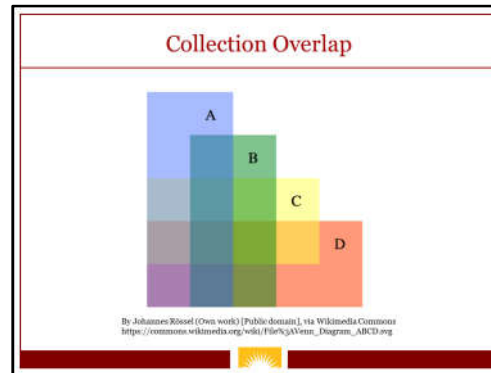 Collection Overlap
A
B
C
D
By Johannes Rössel (Own work) [Public domain], via Wikimedia Commons
https://commons.wikimedia.org/wiki/File%3AVenn_Diagram_ABCD.svg